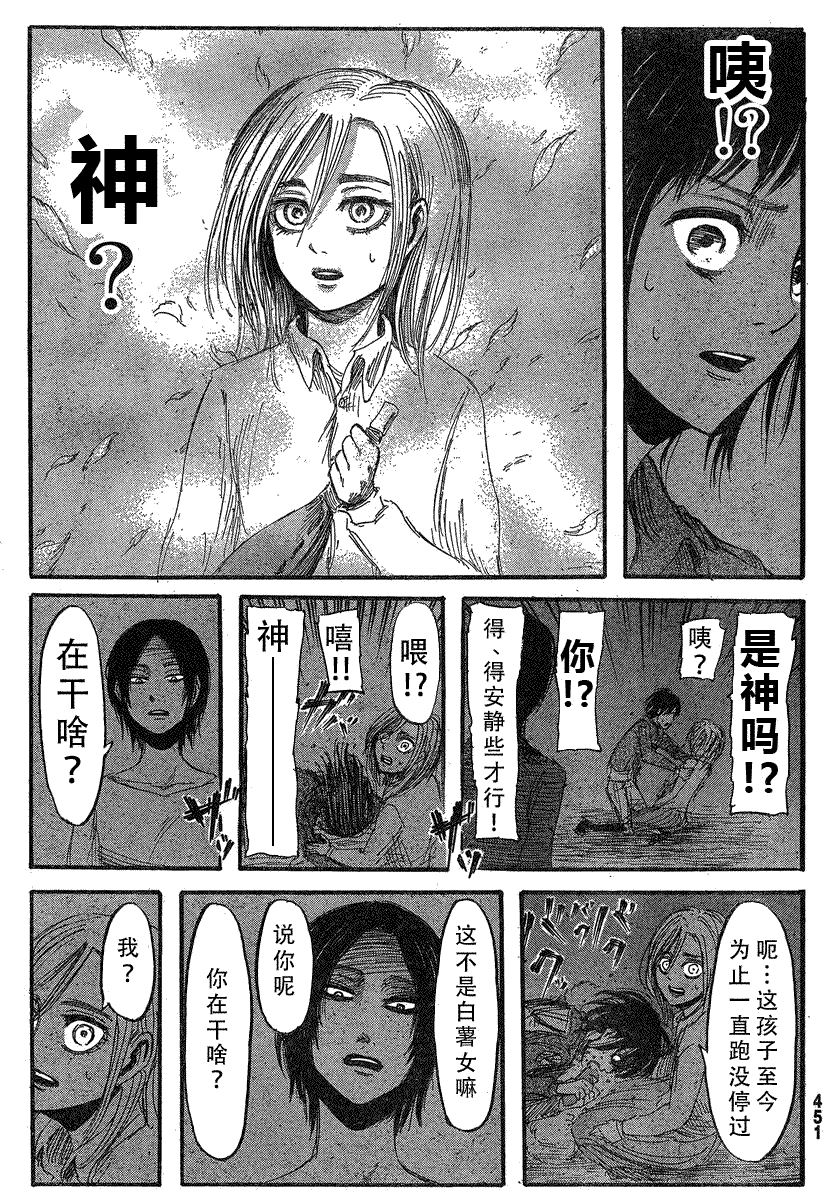 咦!?
神?
是神吗!?
咦?
你!?
得、得安静些才行!
喂!?
嘻!!
神——
在干啥?
呃…这孩子至今
为止一直跑没停过
这不是白薯女嘛
说你呢
你在干啥?
我?
451